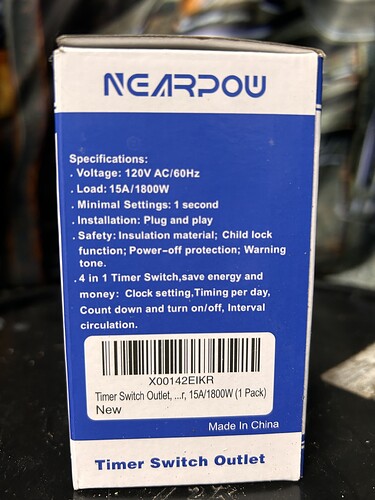 NEARPOW
Specifications:
. Voltage: 120V AC/60Hz
. Load: 15A/1800W
. Minimal Settings: 1 second
. Installation: Plug and play
. Safety: Insulation material; Child lock
function; Power-off protection; Warning
tone.
. 4 in 1 Timer Switch,save energy and
money: Clock setting,Timing per day,
Count down and turn on/off, Interval
circulation.
X00142EIKR
Timer Switch Outlet, ...r, 15A/1800W (1 Pack)
New
Made In China
Timer Switch Outlet